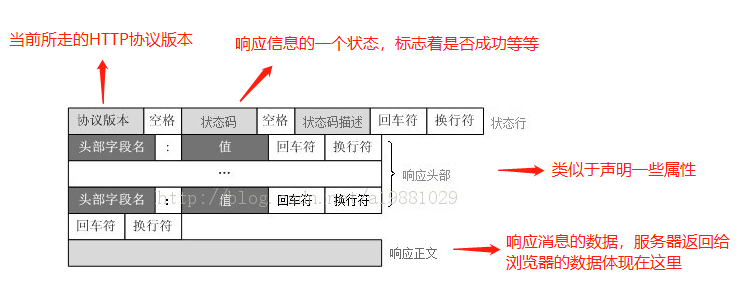 当前所走的HTTP协议版本
响应信息的一个状态，标志着是否成功等等
协议版本 空格 状态码 空格 状态码描述 回车符 换行符 状态行
头部字段名 : 值 回车符 换行符
... 响应头部 类似于声明一些属性
头部字段名 : 值 回车符 换行符
回车符 换行符
响应正文 响应消息的数据，服务器返回给
浏览器的数据体现在这里